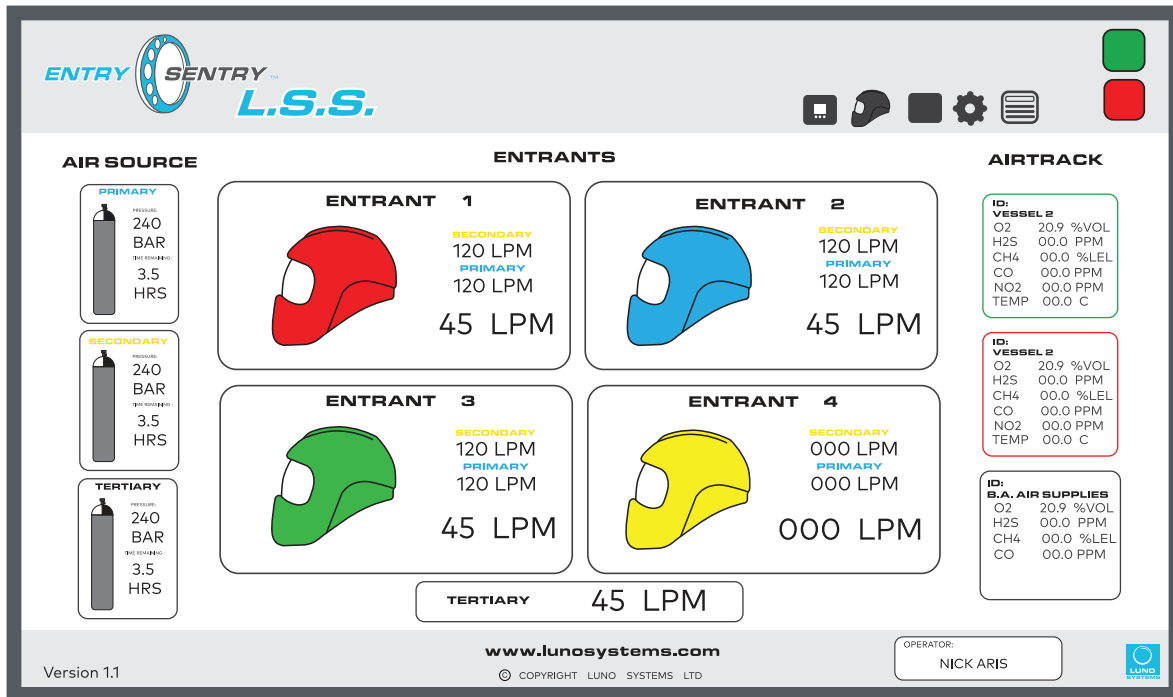 ENTRY SENTRY™
L.S.S.
AIR SOURCE
PRIMARY
PRESSURE:
240
BAR
TIME REMAINING :
3.5
HRS
SECONDARY
PRESSURE:
240
BAR
TIME REMAINING :
3.5
HRS
TERTIARY
PRESSURE:
240
BAR
TIME REMAINING :
3.5
HRS
ENTRANTS
ENTRANT 1
SECONDARY
120 LPM
PRIMARY
120 LPM
45 LPM
ENTRANT 2
SECONDARY
120 LPM
PRIMARY
120 LPM
45 LPM
ENTRANT 3
SECONDARY
120 LPM
PRIMARY
120 LPM
45 LPM
ENTRANT 4
SECONDARY
000 LPM
PRIMARY
000 LPM
000 LPM
TERTIARY 45 LPM
AIRTRACK
ID:
VESSEL 2
O2 20.9 %VOL
H2S 00.0 PPM
CH4 00.0 %LEL
CO 00.0 PPM
NO2 00.0 PPM
TEMP 00.0 C
ID:
VESSEL 2
O2 20.9 %VOL
H2S 00.0 PPM
CH4 00.0 %LEL
CO 00.0 PPM
NO2 00.0 PPM
TEMP 00.0 C
ID:
B.A. AIR SUPPLIES
O2 20.9 %VOL
H2S 00.0 PPM
CH4 00.0 %LEL
CO 00.0 PPM
Version 1.1
www.lunosystems.com
© COPYRIGHT LUNO SYSTEMS LTD
OPERATOR:
NICK ARIS
LUNO
SYSTEMS